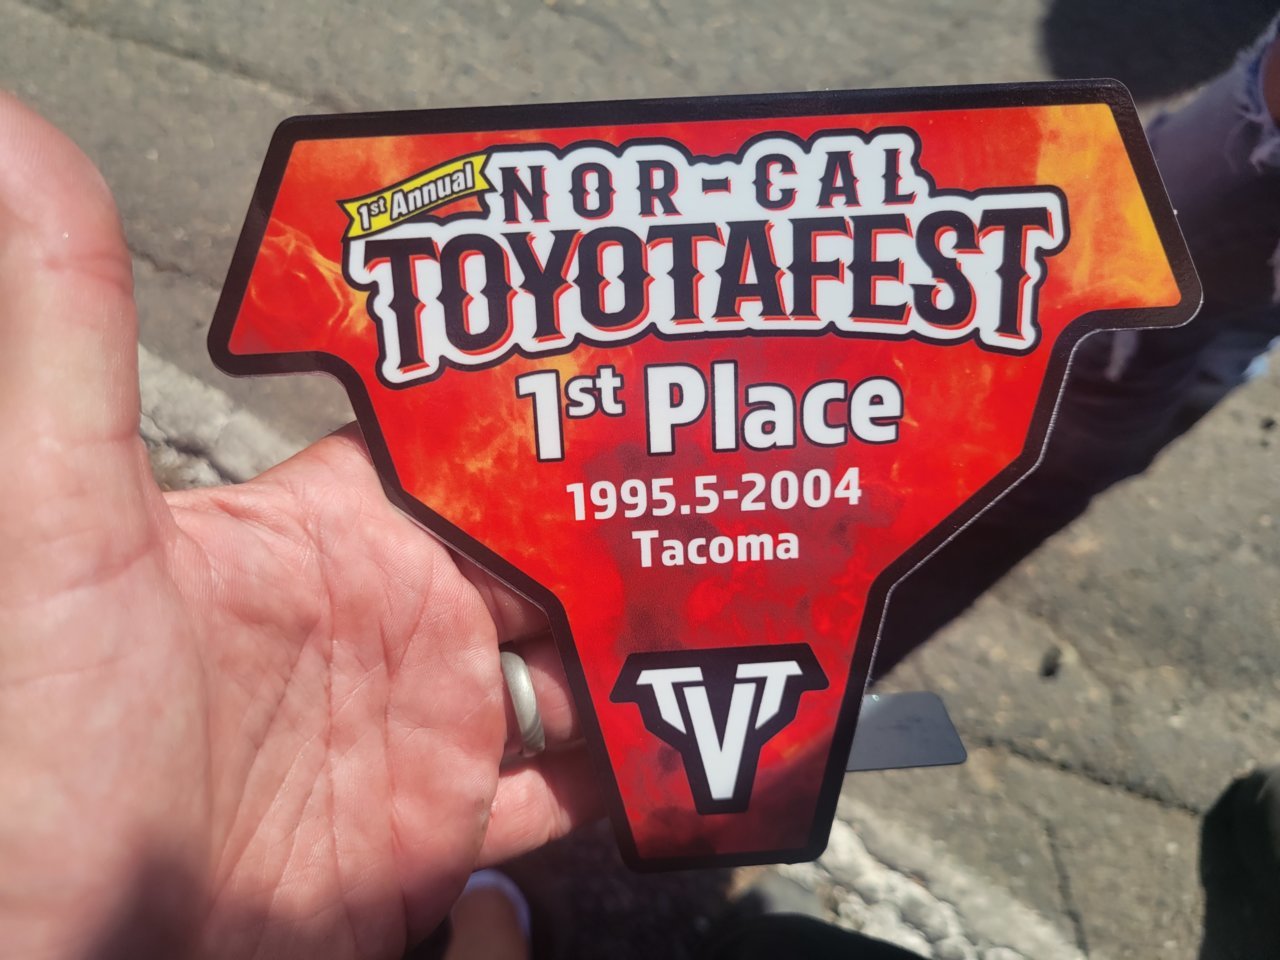 1st Annual
NOR-CAL
TOYOTAFEST
1st Place
1995.5-2004
Tacoma
TVT